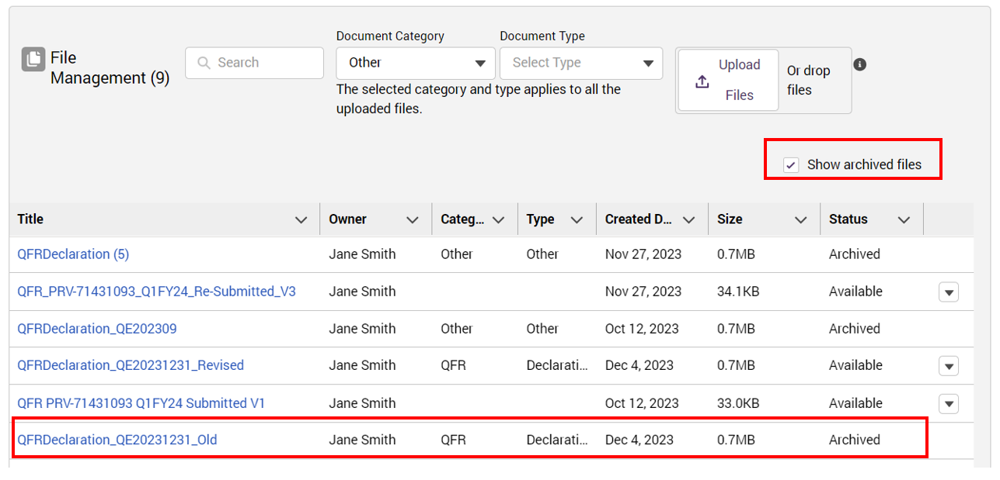 File
Management (9)
Search
Document Category
Other
The selected category and type applies to all the
uploaded files.
Document Type
Select Type
Upload
Files
Or drop
files
Show archived files
Title Owner Categ... Type Created D... Size Status
QFRDeclaration (5) Jane Smith Other Other Nov 27, 2023 0.7MB Archived
QFR_PRV-71431093_Q1FY24_Re-Submitted_V3 Jane Smith Nov 27, 2023 34.1KB Available
QFRDeclaration_QE202309 Jane Smith Other Other Oct 12, 2023 0.7MB Archived
QFRDeclaration_QE20231231_Revised Jane Smith QFR Declarati... Dec 4, 2023 0.7MB Available
QFR PRV-71431093 Q1FY24 Submitted V1 Jane Smith Oct 12, 2023 33.0KB Available
QFRDeclaration_QE20231231_Old Jane Smith QFR Declarati... Dec 4, 2023 0.7MB Archived